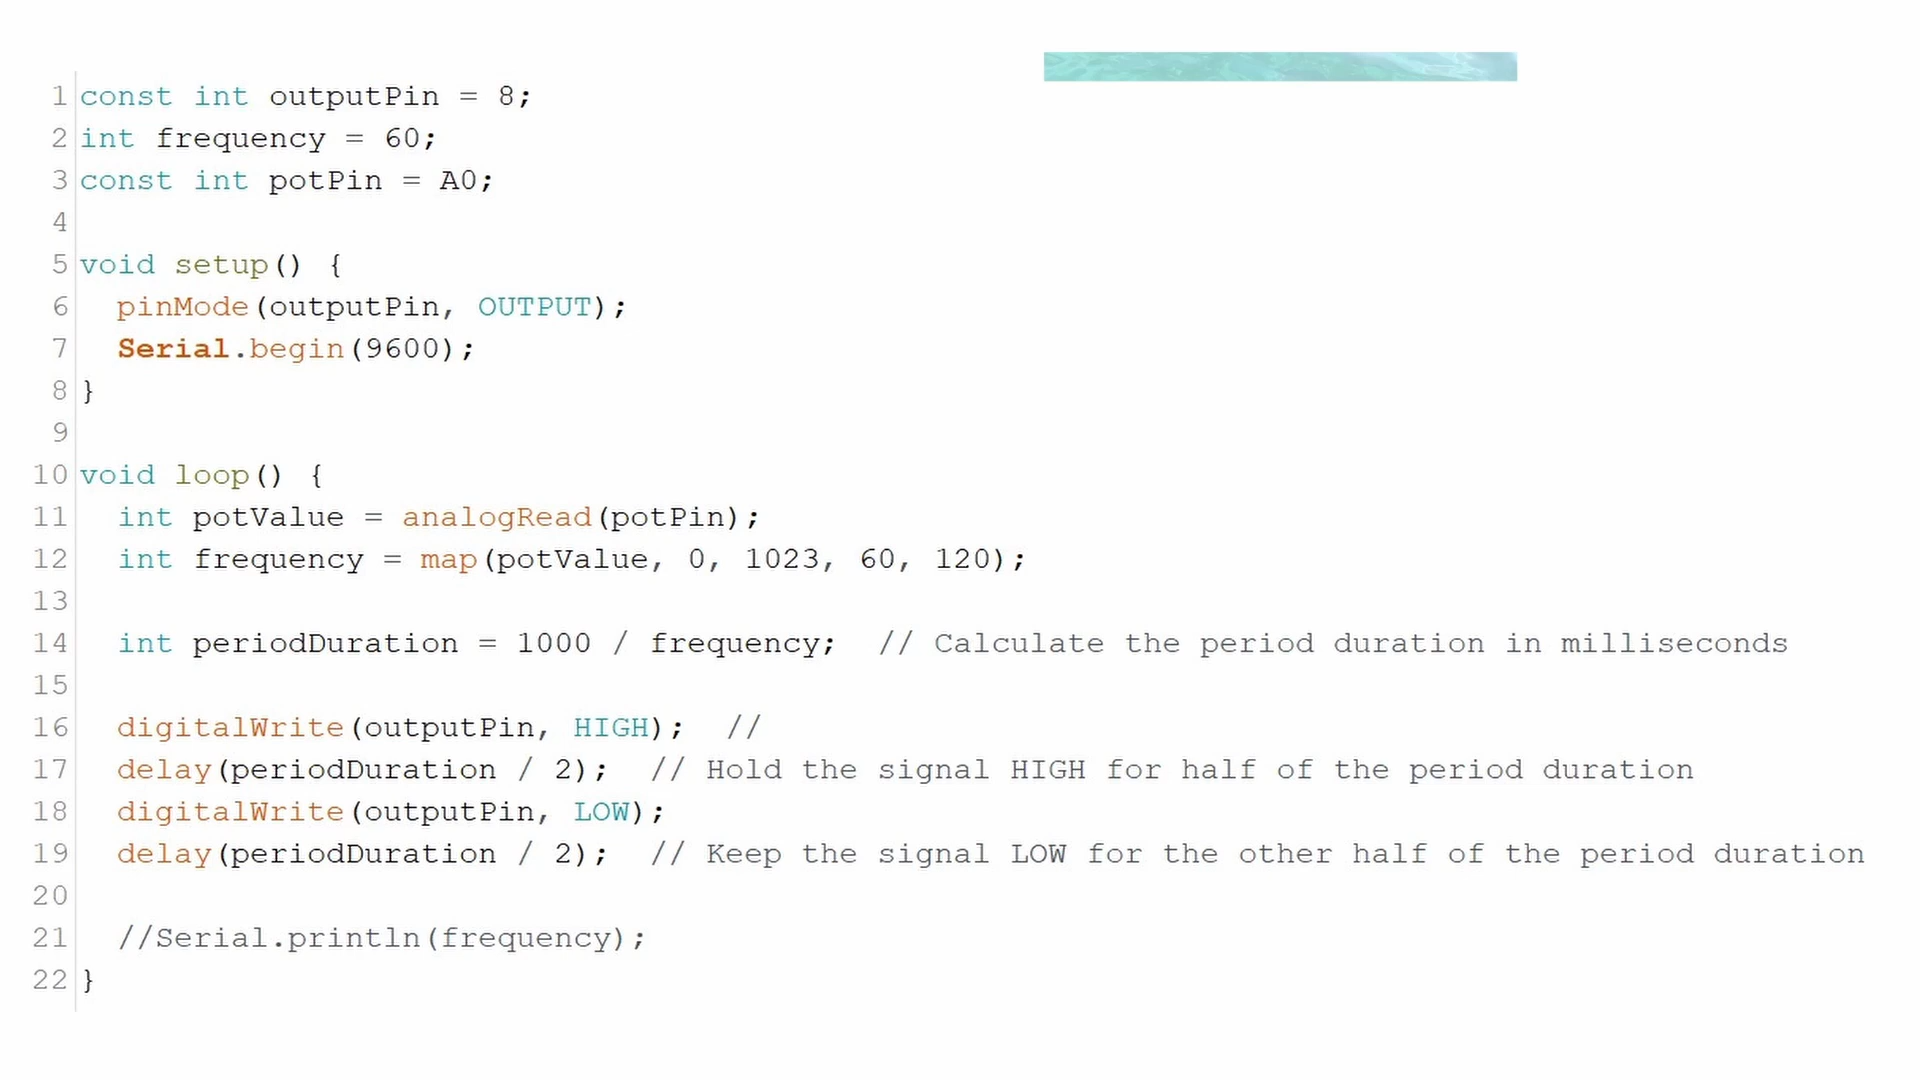 1 const int outputPin = 8;
2 int frequency = 60;
3 const int potPin = A0;
4
5 void setup() {
6   pinMode(outputPin, OUTPUT);
7   Serial.begin(9600);
8 }
9
10 void loop() {
11   int potValue = analogRead(potPin);
12   int frequency = map(potValue, 0, 1023, 60, 120);
13
14   int periodDuration = 1000 / frequency;  // Calculate the period duration in milliseconds
15
16   digitalWrite(outputPin, HIGH);  //
17   delay(periodDuration / 2);  // Hold the signal HIGH for half of the period duration
18   digitalWrite(outputPin, LOW);
19   delay(periodDuration / 2);  // Keep the signal LOW for the other half of the period duration
20
21   //Serial.println(frequency);
22 }